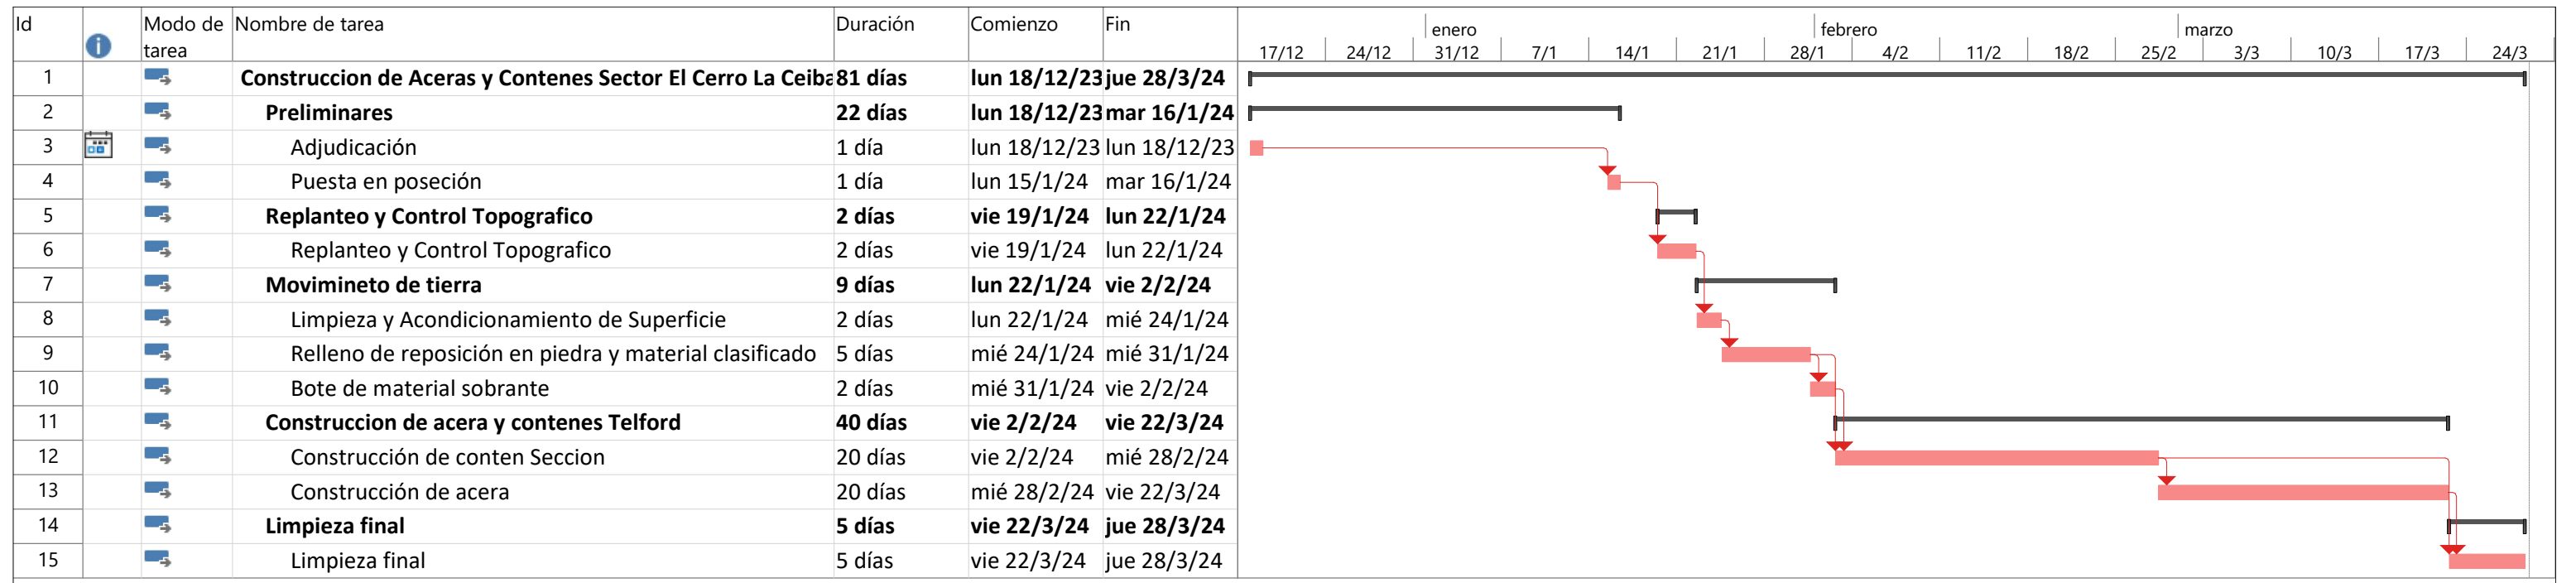 Id Modo de tarea Nombre de tarea Duración Comienzo Fin
enero febrero marzo
17/12 24/12 31/12 7/1 14/1 21/1 28/1 4/2 11/2 18/2 25/2 3/3 10/3 17/3 24/3
1 Construccion de Aceras y Contenes Sector El Cerro La Ceiba 81 días lun 18/12/23 jue 28/3/24
2 Preliminares 22 días lun 18/12/23 mar 16/1/24
3 Adjudicación 1 día lun 18/12/23 lun 18/12/23
4 Puesta en poseción 1 día lun 15/1/24 mar 16/1/24
5 Replanteo y Control Topografico 2 días vie 19/1/24 lun 22/1/24
6 Replanteo y Control Topografico 2 días vie 19/1/24 lun 22/1/24
7 Movimineto de tierra 9 días lun 22/1/24 vie 2/2/24
8 Limpieza y Acondicionamiento de Superficie 2 días lun 22/1/24 mié 24/1/24
9 Relleno de reposición en piedra y material clasificado 5 días mié 24/1/24 mié 31/1/24
10 Bote de material sobrante 2 días mié 31/1/24 vie 2/2/24
11 Construccion de acera y contenes Telford 40 días vie 2/2/24 vie 22/3/24
12 Construcción de conten Seccion 20 días vie 2/2/24 mié 28/2/24
13 Construcción de acera 20 días mié 28/2/24 vie 22/3/24
14 Limpieza final 5 días vie 22/3/24 jue 28/3/24
15 Limpieza final 5 días vie 22/3/24 jue 28/3/24